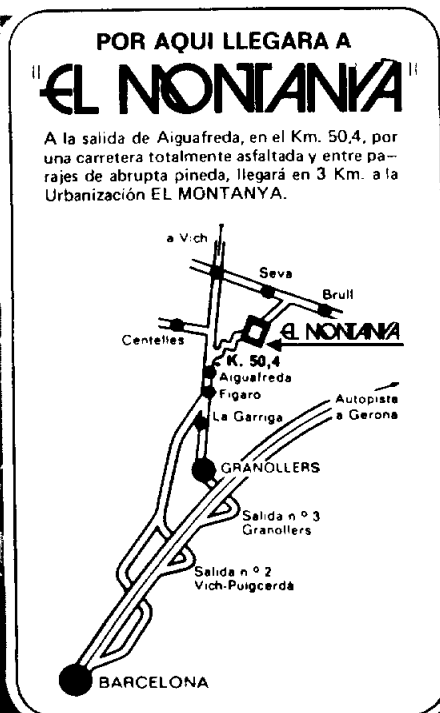 POR AQUI LLEGARA A
"EL MONTANYA"
A la salida de Aiguafreda, en el Km. 50,4, por
una carretera totalmente asfaltada y entre pa-
rajes de abrupta pineda, llegará en 3 Km. a la
Urbanización EL MONTANYA.
a Vich
Seva
Brull
Centelles
EL MONTANYA
K. 50,4
Aiguafreda
Figaro
Autopista
a Gerona
La Garriga
GRANOLLERS
Salida nº 3
Granollers
Salida nº 2
Vich-Puigcerdà
BARCELONA